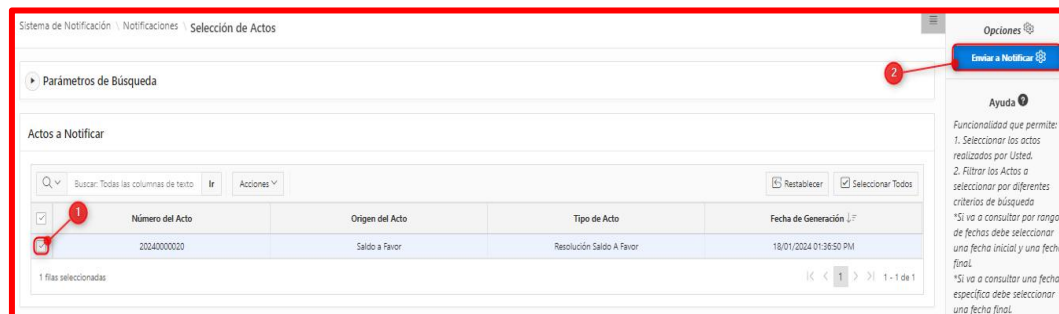 Sistema de Notificación \ Notificaciones \ Selección de Actos
Opciones
Enviar a Notificar
2
Parámetros de Búsqueda
Ayuda
Funcionalidad que permite:
1. Seleccionar los actos
realizados por Usted.
2. Filtrar los Actos a
seleccionar por diferentes
criterios de búsqueda
*Si va a consultar por rango
de fechas debe seleccionar
una fecha inicial y una fecha
final.
*Si va a consultar una fecha
específica debe seleccionar
una fecha final.
Actos a Notificar
Buscar: Todas las columnas de texto Ir Acciones Restablecer Seleccionar Todos
1
Número del Acto Origen del Acto Tipo de Acto Fecha de Generación
20240000020 Saldo a Favor Resolución Saldo A Favor 18/01/2024 01:36:50 PM
1 filas seleccionadas 1 1 - 1 de 1